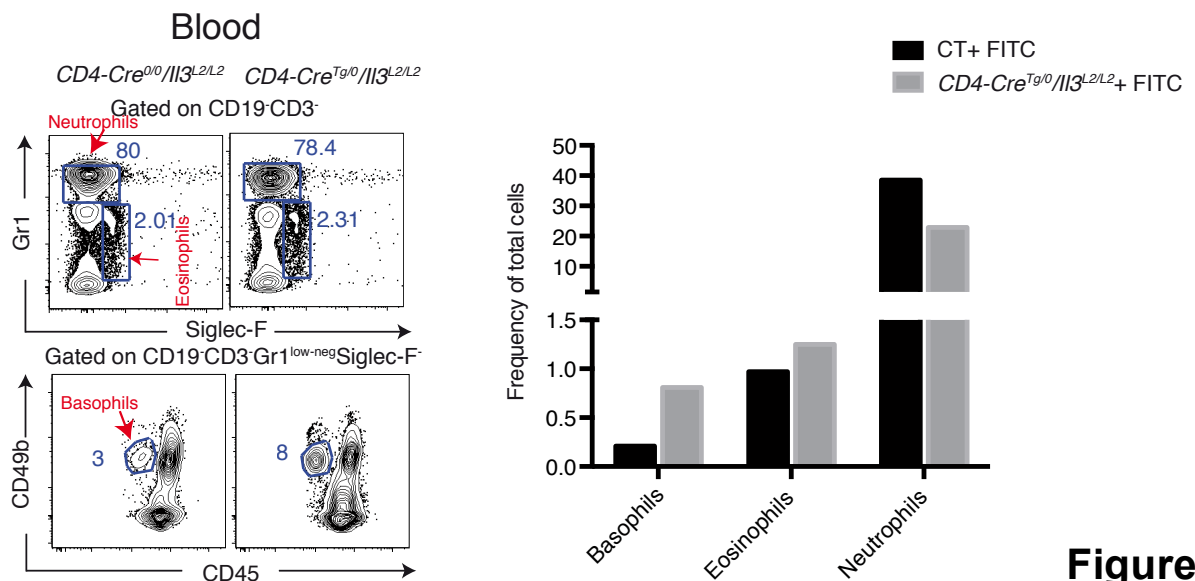 Blood
CD4-Cre0/0/Il3L2/L2 CD4-CreTg/0/Il3L2/L2
Gated on CD19-CD3-
Neutrophils
80
78.4
2.01
2.31
Eosinophils
Gr1
Siglec-F
Gated on CD19-CD3-Gr1low-negSiglec-F-
Basophils
3
8
CD49b
CD45
CT+ FITC
CD4-CreTg/0/Il3L2/L2+ FITC
Frequency of total cells
50
40
30
20
10
1.5
1.0
0.5
0.0
Basophils
Eosinophils
Neutrophils
Figure